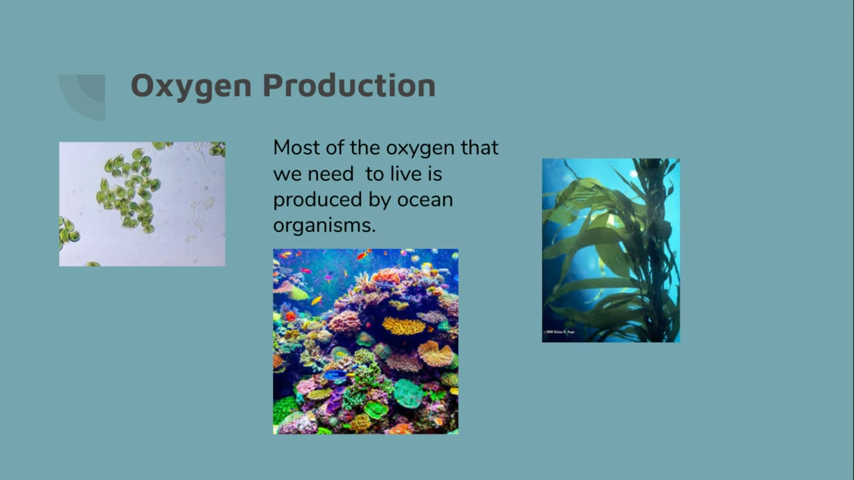 Oxygen Production
Most of the oxygen that
we need  to live is
produced by ocean
organisms.